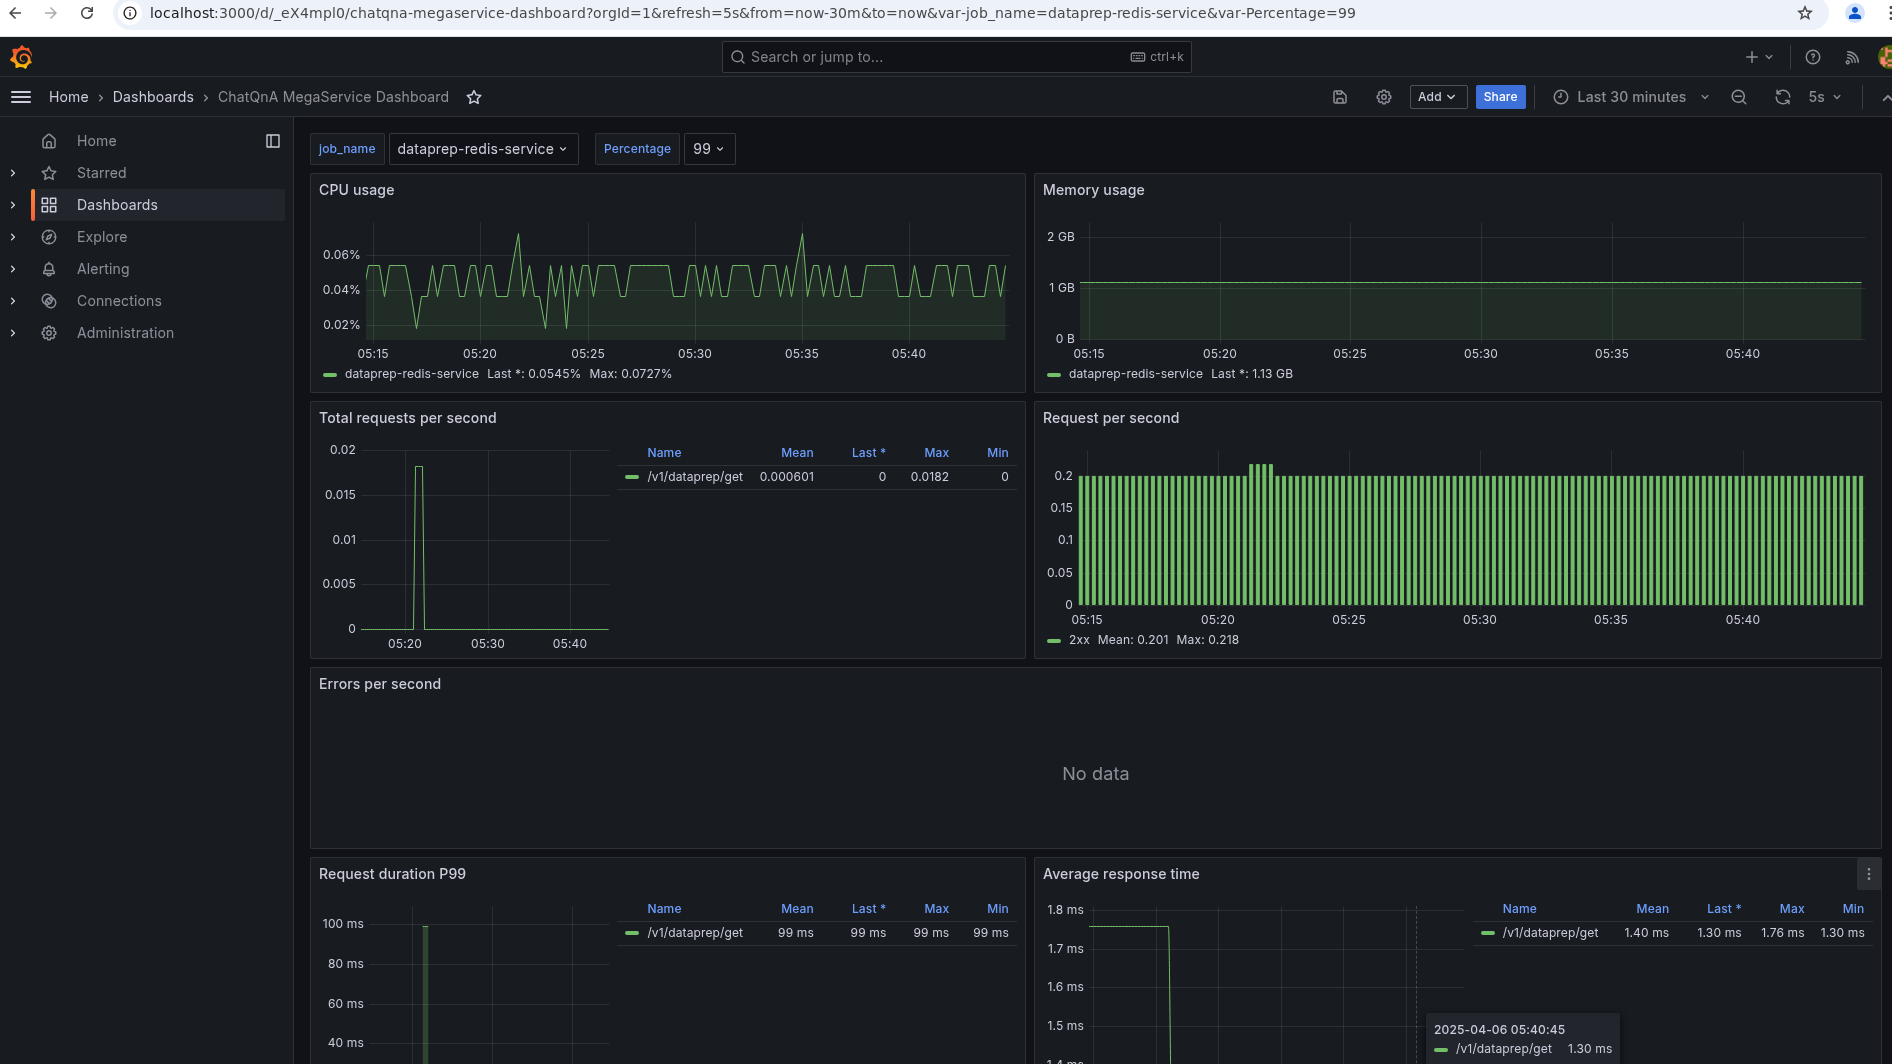 localhost:3000/d/_eX4mpl0/chatqna-megaservice-dashboard?orgId=1&refresh=5s&from=now-30m&to=now&var-job_name=dataprep-redis-service&var-Percentage=99
Search or jump to... ctrl+k
Home › Dashboards › ChatQnA MegaService Dashboard
Add Share Last 30 minutes 5s
Home
Starred
Dashboards
Explore
Alerting
Connections
Administration
job_name dataprep-redis-service Percentage 99
CPU usage
0.06%
0.04%
0.02%
05:15 05:20 05:25 05:30 05:35 05:40
dataprep-redis-service Last *: 0.0545% Max: 0.0727%
Memory usage
2 GB
1 GB
0 B
05:15 05:20 05:25 05:30 05:35 05:40
dataprep-redis-service Last *: 1.13 GB
Total requests per second
0.02
0.015
0.01
0.005
0
05:20 05:30 05:40
Name Mean Last * Max Min
/v1/dataprep/get 0.000601 0 0.0182 0
Request per second
0.2
0.15
0.1
0.05
0
05:15 05:20 05:25 05:30 05:35 05:40
2xx Mean: 0.201 Max: 0.218
Errors per second
No data
Request duration P99
100 ms
80 ms
60 ms
40 ms
Name Mean Last * Max Min
/v1/dataprep/get 99 ms 99 ms 99 ms 99 ms
Average response time
1.8 ms
1.7 ms
1.6 ms
1.5 ms
1.4 ms
Name Mean Last * Max Min
/v1/dataprep/get 1.40 ms 1.30 ms 1.76 ms 1.30 ms
2025-04-06 05:40:45
/v1/dataprep/get 1.30 ms